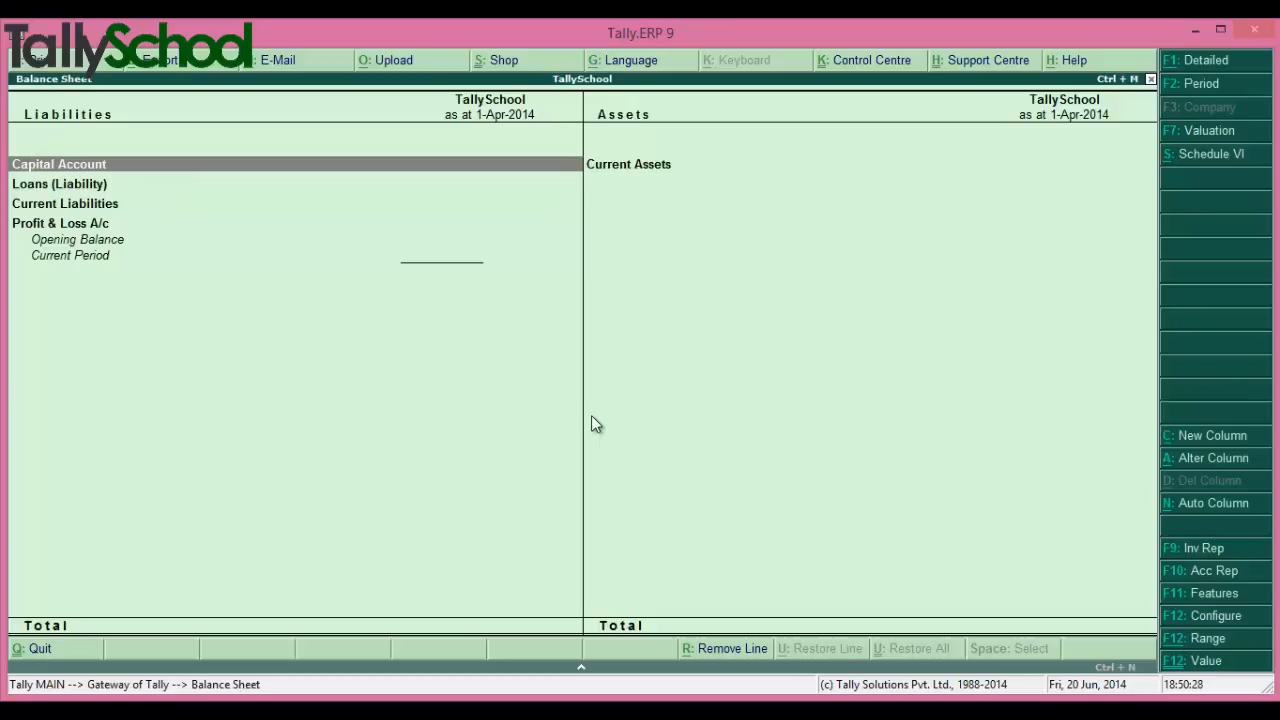 TallySchool
Tally.ERP 9
Export
E-Mail
O: Upload
S: Shop
G: Language
K: Keyboard
K: Control Centre
H: Support Centre
H: Help
Balance Sheet
TallySchool
Ctrl + M
Liabilities
TallySchool
as at 1-Apr-2014
Assets
TallySchool
as at 1-Apr-2014
Capital Account
Loans (Liability)
Current Liabilities
Profit & Loss A/c
Opening Balance
Current Period
Current Assets
Total
Total
F1: Detailed
F2: Period
F3: Company
F7: Valuation
S: Schedule VI
C: New Column
A: Alter Column
D: Del Column
N: Auto Column
F9: Inv Rep
F10: Acc Rep
F11: Features
F12: Configure
F12: Range
F12: Value
Q: Quit
R: Remove Line
U: Restore Line
U: Restore All
Space: Select
Ctrl + N
Tally MAIN --> Gateway of Tally --> Balance Sheet
(c) Tally Solutions Pvt. Ltd., 1988-2014
Fri, 20 Jun, 2014
18:50:28